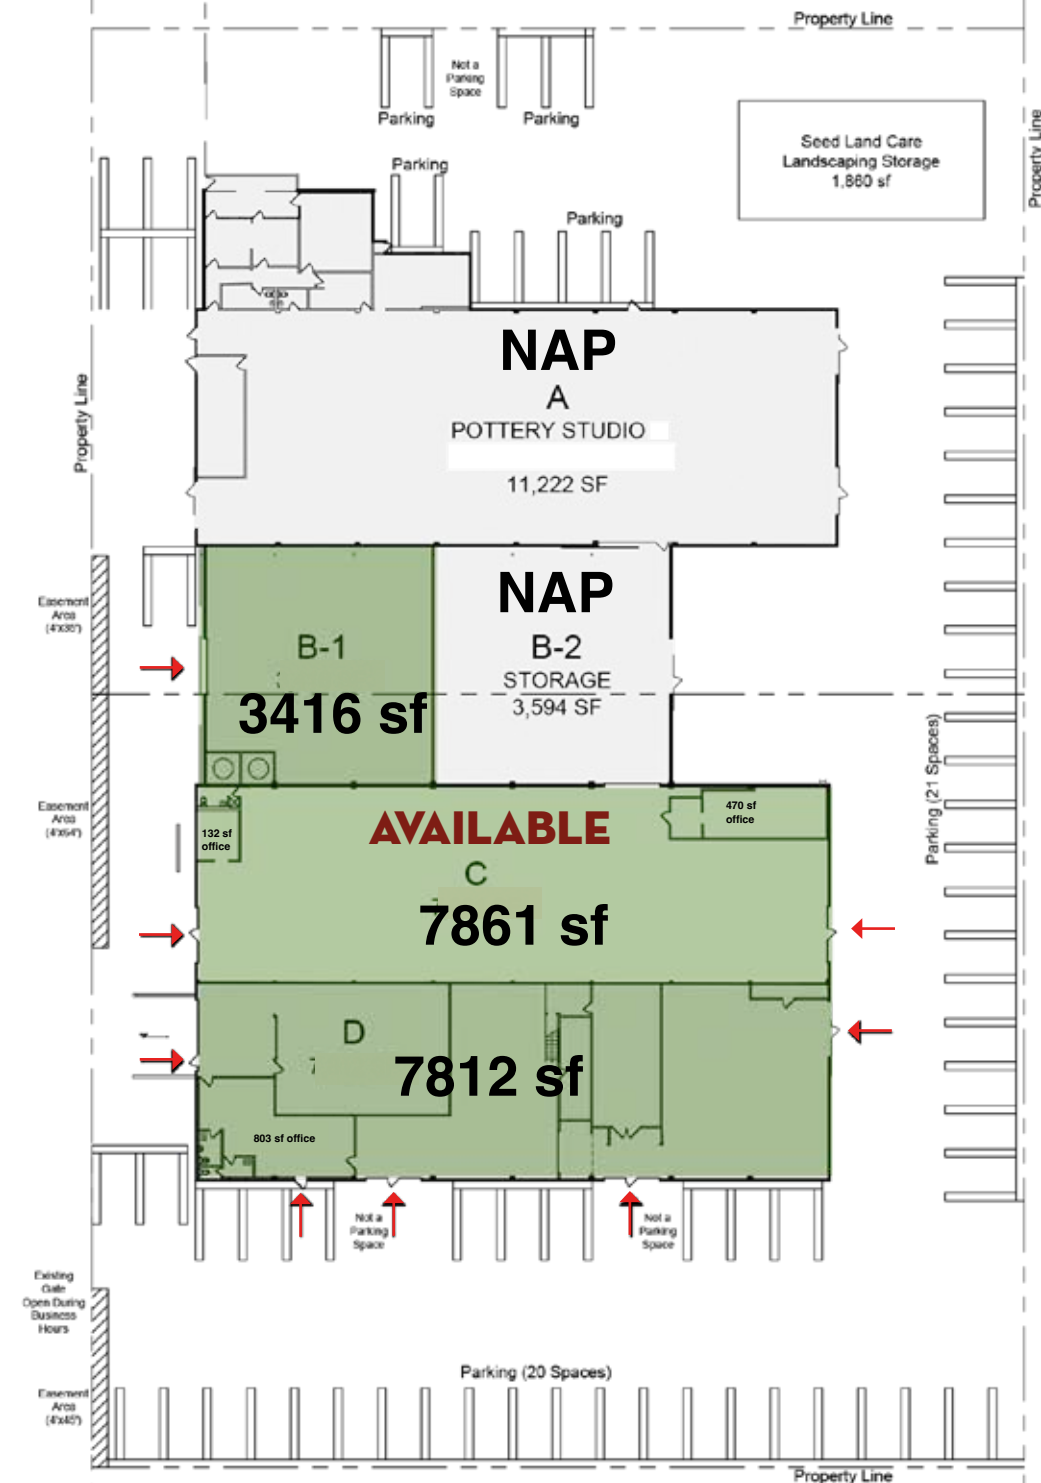 Property Line
Not a
Parking
Space
Parking
Parking
Property Line
Seed Land Care
Landscaping Storage
1,860 sf
Parking
Parking
NAP
A
POTTERY STUDIO
11,222 SF
Property Line
NAP
Easement
Area
B-1
B-2
STORAGE
3,594 SF
3416 sf
Parking (21 Spaces)
Easement
Area
(4'x64')
132 sf
office
AVAILABLE
470 sf
office
C
7861 sf
D
7812 sf
803 sf office
Not a
Parking
Space
Not a
Parking
Space
Existing
Gate
Open During
Business
Hours
Parking (20 Spaces)
Easement
Area
(4'x45')
Property Line